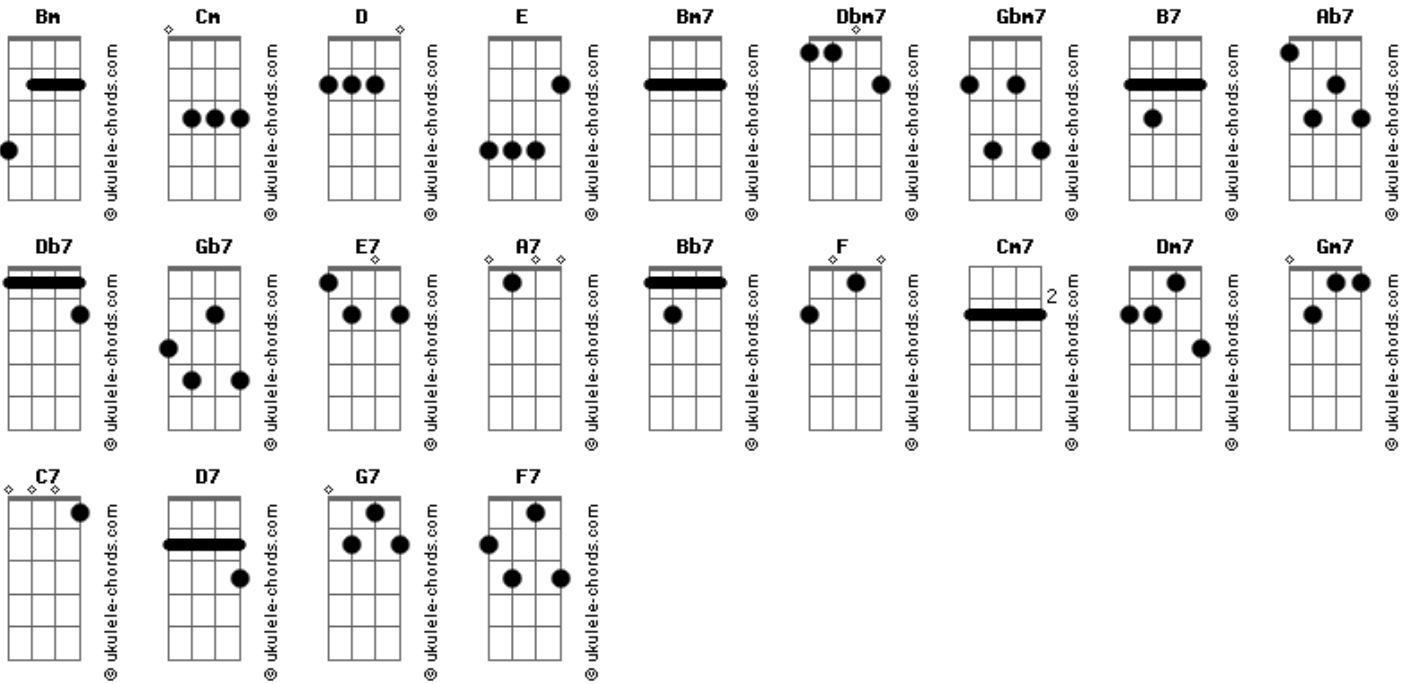 Bm Cm D E Bm7 Dbm7 Gbm7 B7 Ab7
© ukulele-chords.com © ukulele-chords.com © ukulele-chords.com © ukulele-chords.com © ukulele-chords.com © ukulele-chords.com © ukulele-chords.com © ukulele-chords.com © ukulele-chords.com
Db7 Gb7 E7 A7 Bb7 F Cm7 Dm7 Gm7
2
© ukulele-chords.com © ukulele-chords.com © ukulele-chords.com © ukulele-chords.com © ukulele-chords.com © ukulele-chords.com © ukulele-chords.com © ukulele-chords.com © ukulele-chords.com
C7 D7 G7 F7
© ukulele-chords.com © ukulele-chords.com © ukulele-chords.com © ukulele-chords.com